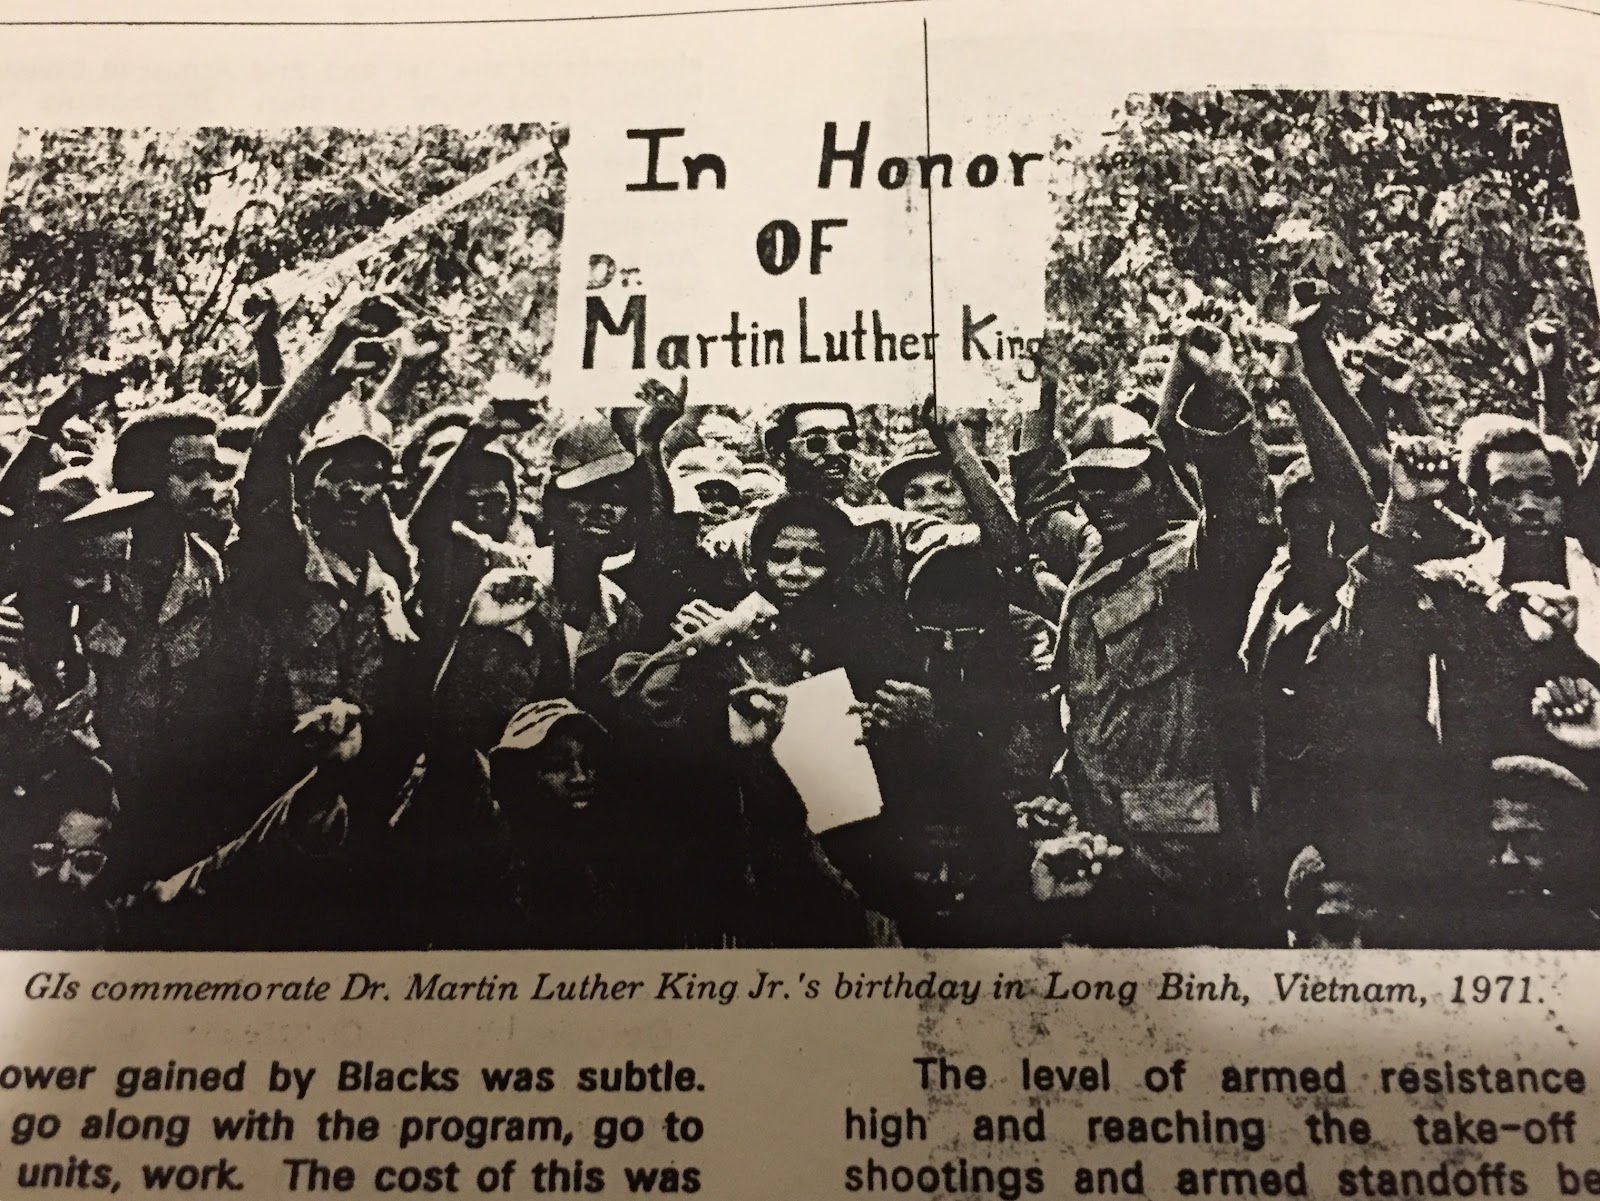 In Honor
OF
Dr.
Martin Luther King
GIs commemorate Dr. Martin Luther King Jr.'s birthday in Long Binh, Vietnam, 1971.
ower gained by Blacks was subtle.
go along with the program, go to
units, work. The cost of this was
The level of armed resistance
high and reaching the take-off
shootings and armed standoffs be